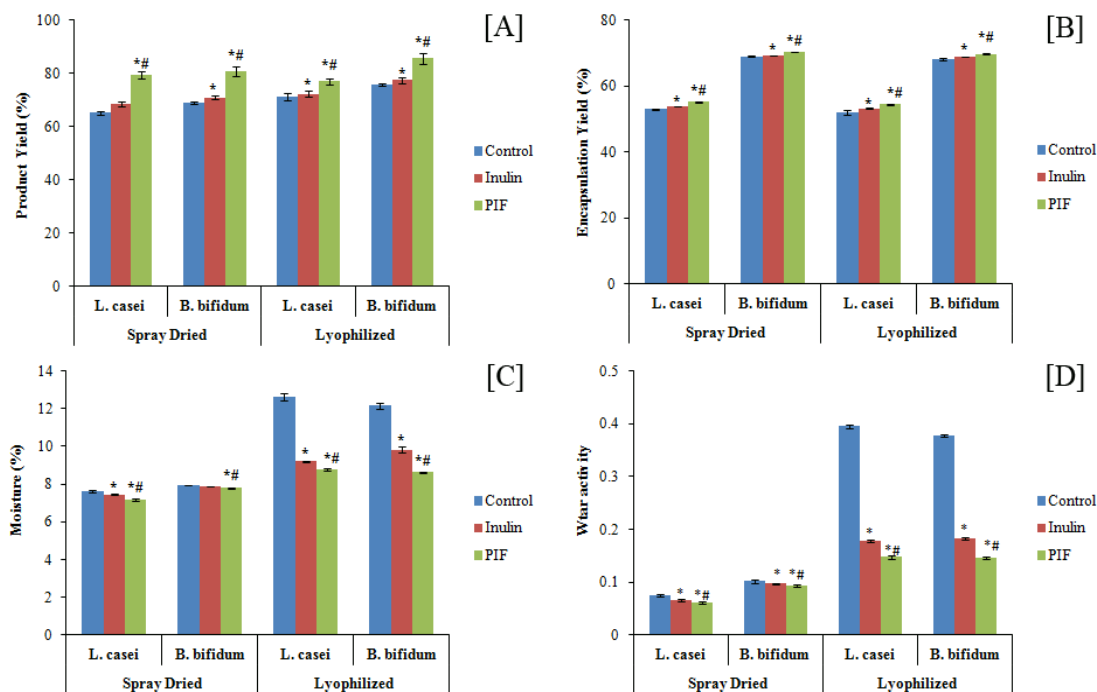 [A]
100
80
60
40
20
0
Product Yield (%)
*#
*#
*
*
*#
*
*#
L. casei B. bifidum L. casei B. bifidum
Spray Dried Lyophilized
Control
Inulin
PIF
[B]
80
60
40
20
0
Encapsulation Yield (%)
* *#
* *#
* *#
* *#
L. casei B. bifidum L. casei B. bifidum
Spray Dried Lyophilized
Control
Inulin
PIF
[C]
14
12
10
8
6
4
2
0
Moisture (%)
* *#
*#
* *#
* *#
L. casei B. bifidum L. casei B. bifidum
Spray Dried Lyophilized
Control
Inulin
PIF
[D]
0.5
0.4
0.3
0.2
0.1
0
Wtar activity
* *#
* *#
* *#
* *#
L. casei B. bifidum L. casei B. bifidum
Spray Dried Lyophilized
Control
Inulin
PIF